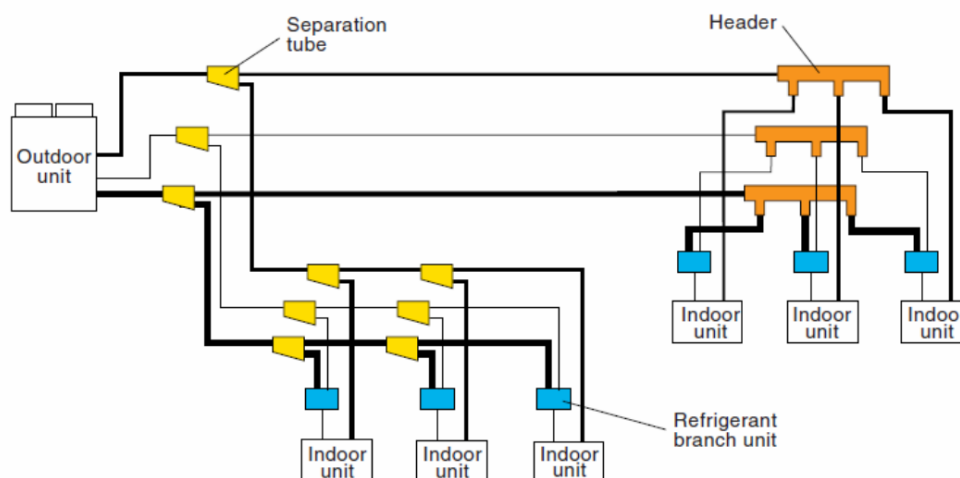 Separation
tube
Header
Outdoor
unit
Indoor
unit
Indoor
unit
Indoo
unit
Refrigerant
branch unit
Indoor
unit
Indoor
unit
Indoor
unit